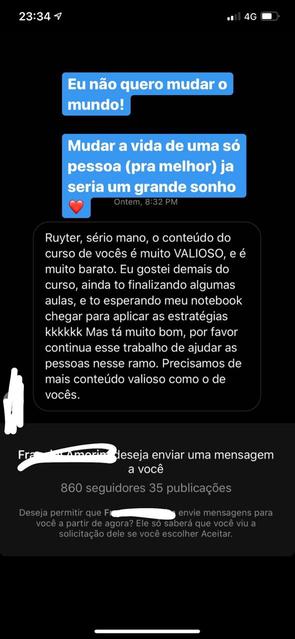 23:34
4G
Eu não quero mudar o
mundo!
Mudar a vida de uma só
pessoa (pra melhor) ja
seria um grande sonho
❤️
Ontem, 8:32 PM
Ruyter, sério mano, o conteúdo do
curso de vocês é muito VALIOSO, e é
muito barato. Eu gostei demais do
curso, ainda to finalizando algumas
aulas, e to esperando meu notebook
chegar para aplicar as estratégias
kkkkkk Mas tá muito bom, por favor
continua esse trabalho de ajudar as
pessoas nesse ramo. Precisamos de
mais conteúdo valioso como o de
vocês.
deseja enviar uma mensagem
a você
860 seguidores 35 publicações
Deseja permitir que envie mensagens para
você a partir de agora? Ele só saberá que você viu a
solicitação dele se você escolher Aceitar.